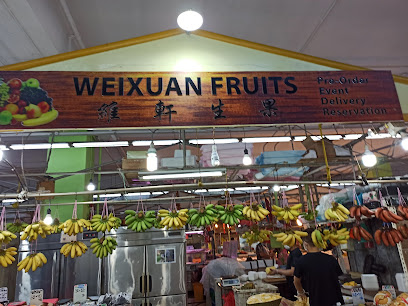 WEIXUAN FRUITS
維軒生果
Pre-Order
Event
Delivery
Reservation